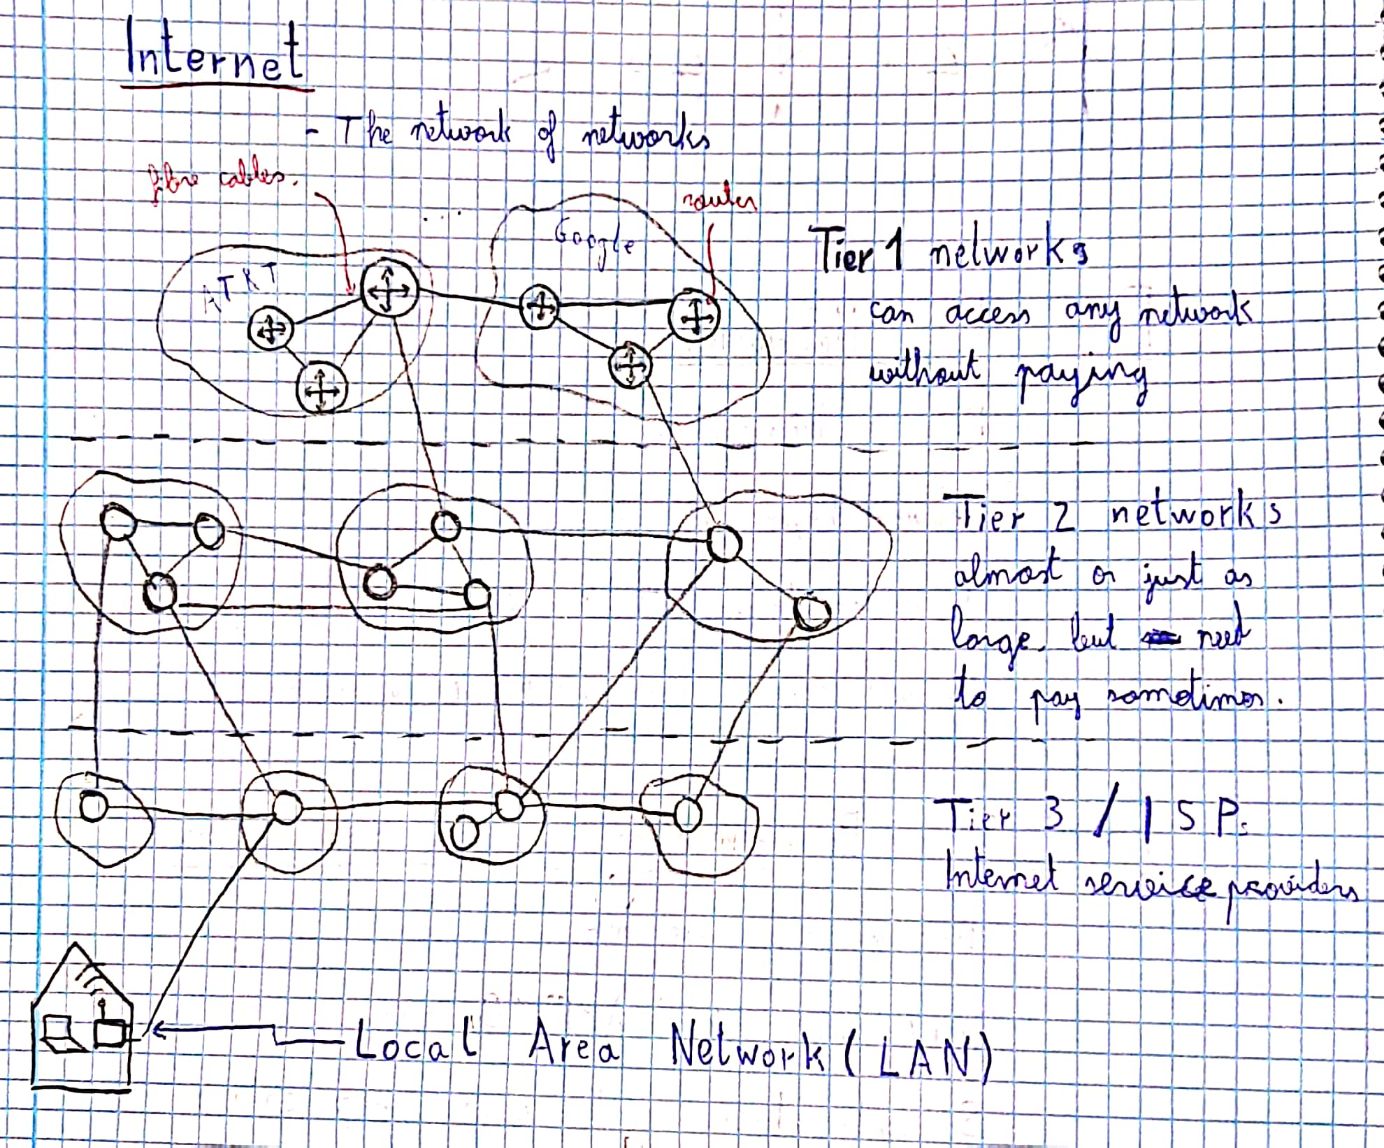 Internet
- The network of networks
fibre cables.
router
Google
AT&T
Tier 1 networks
can access any network
without paying
Tier 2 networks
almost or just as
large. but need
to pay sometimes.
Tier 3 / ISP:
Internet service providers
Local Area Network (LAN)